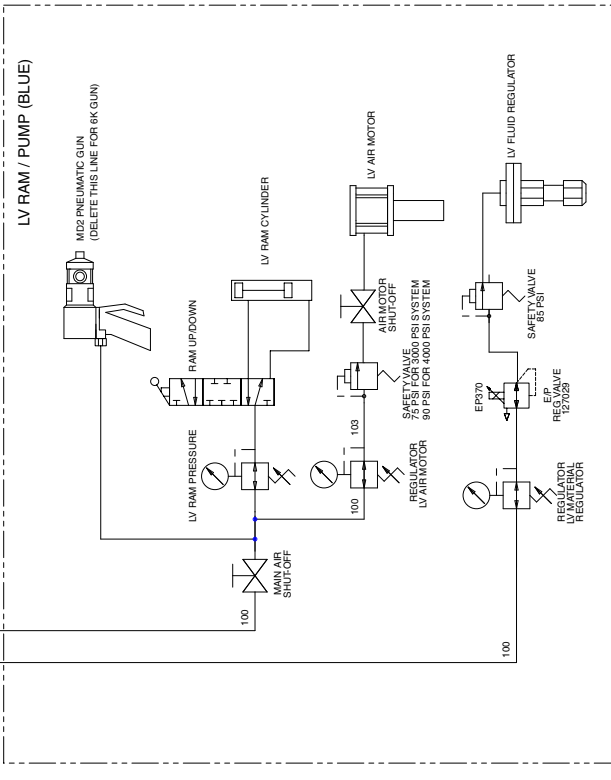 LV RAM / PUMP (BLUE)
MD2 PNEUMATIC GUN
(DELETE THIS LINE FOR 6K GUN)
RAM UP/DOWN
LV RAM CYLINDER
LV RAM PRESSURE
MAIN AIR
SHUT-OFF
100
LV AIR MOTOR
AIR MOTOR
SHUT-OFF
SAFETY VALVE
75 PSI FOR 3000 PSI SYSTEM
90 PSI FOR 4000 PSI SYSTEM
103
REGULATOR
LV AIR MOTOR
100
LV FLUID REGULATOR
SAFETY VALVE
85 PSI
EP370
E/P
REG VALVE
127029
REGULATOR
LV MATERIAL
REGULATOR
100